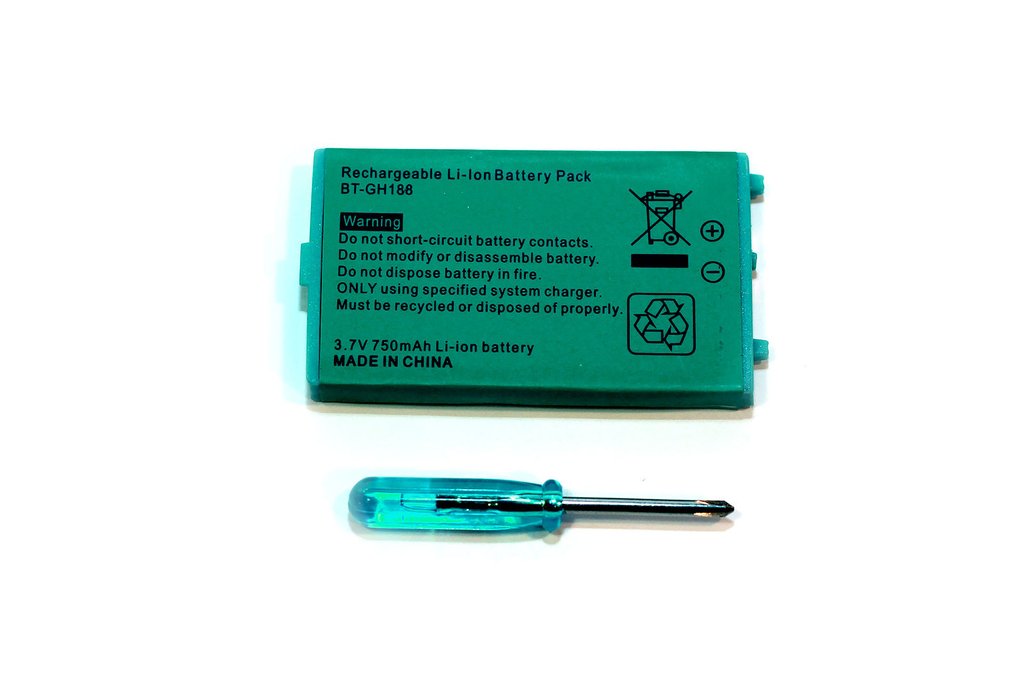 Rechargeable Li-Ion Battery Pack
BT-GH188
Warning
Do not short-circuit battery contacts.
Do not modify or disassemble battery.
Do not dispose battery in fire.
ONLY using specified system charger.
Must be recycled or disposed of properly.
3.7V 750mAh Li-ion battery
MADE IN CHINA